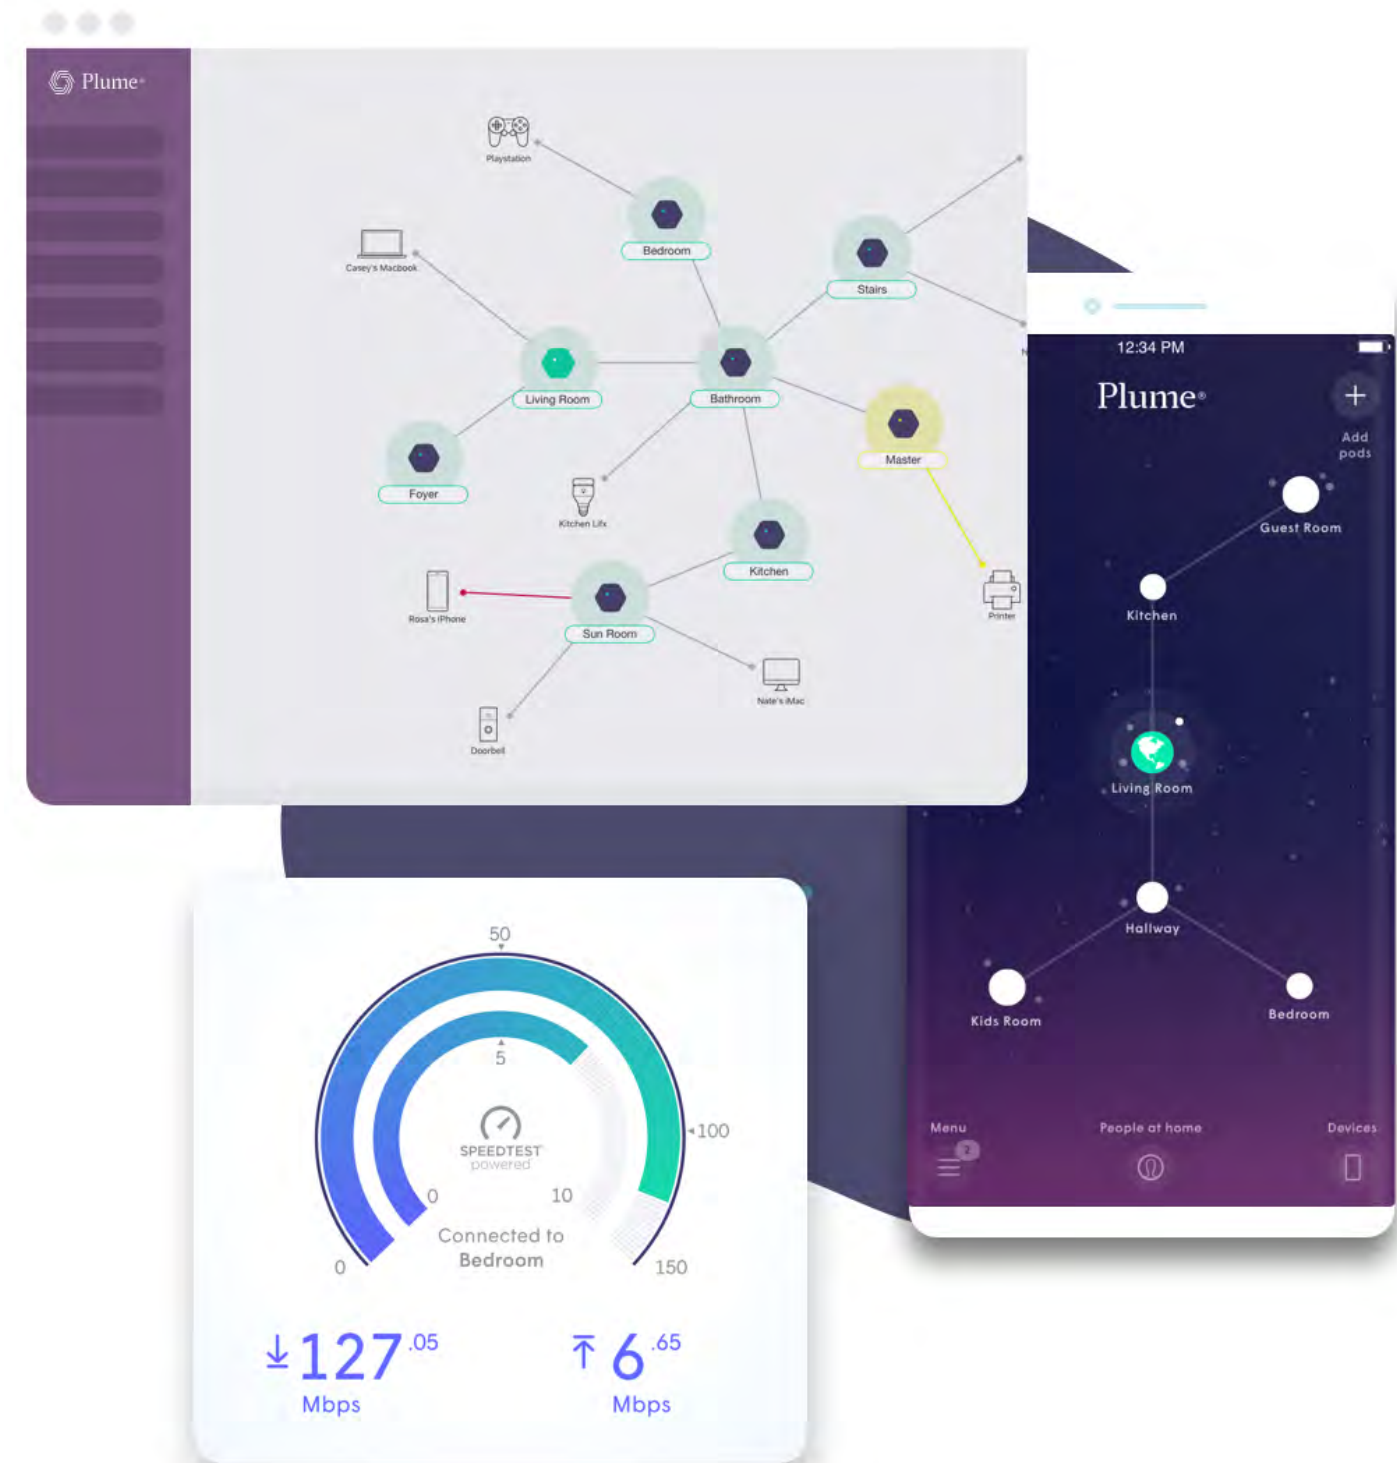 Plume®
Playstation
Bedroom
Stairs
Casey's Macbook
Living Room
Bathroom
Master
Foyer
Kitchen Lifx
Kitchen
Rosa's iPhone
Sun Room
Printer
Nate's iMac
Doorbell
12:34 PM
Plume®
+
Add
pods
Guest Room
Kitchen
Living Room
Hallway
Kids Room
Bedroom
Menu
People at home
Devices
2
50
5
100
SPEEDTEST
powered
0
10
Connected to
Bedroom
0
150
127.05
Mbps
6.65
Mbps